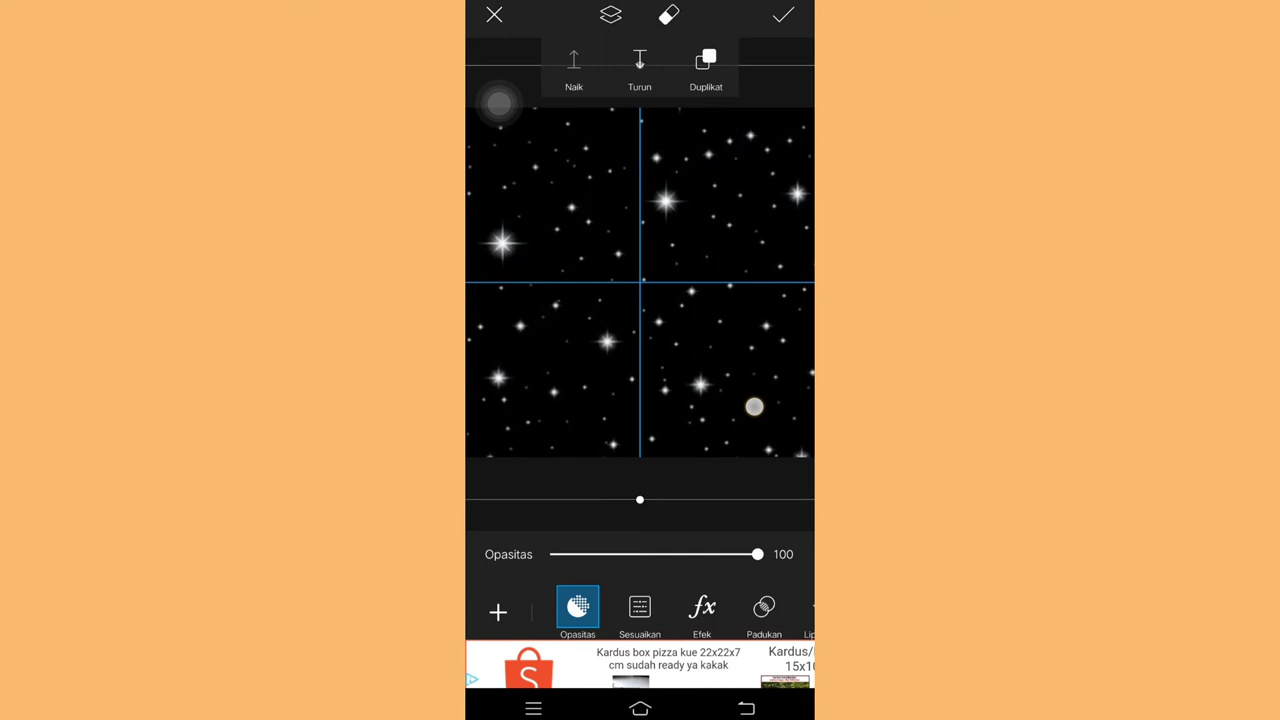 Naik
Turun
Duplikat
Opasitas
100
Opasitas
Sesuaikan
fx
Efek
Padukan
Kardus box pizza kue 22x22x7
cm sudah ready ya kakak
Kardus/